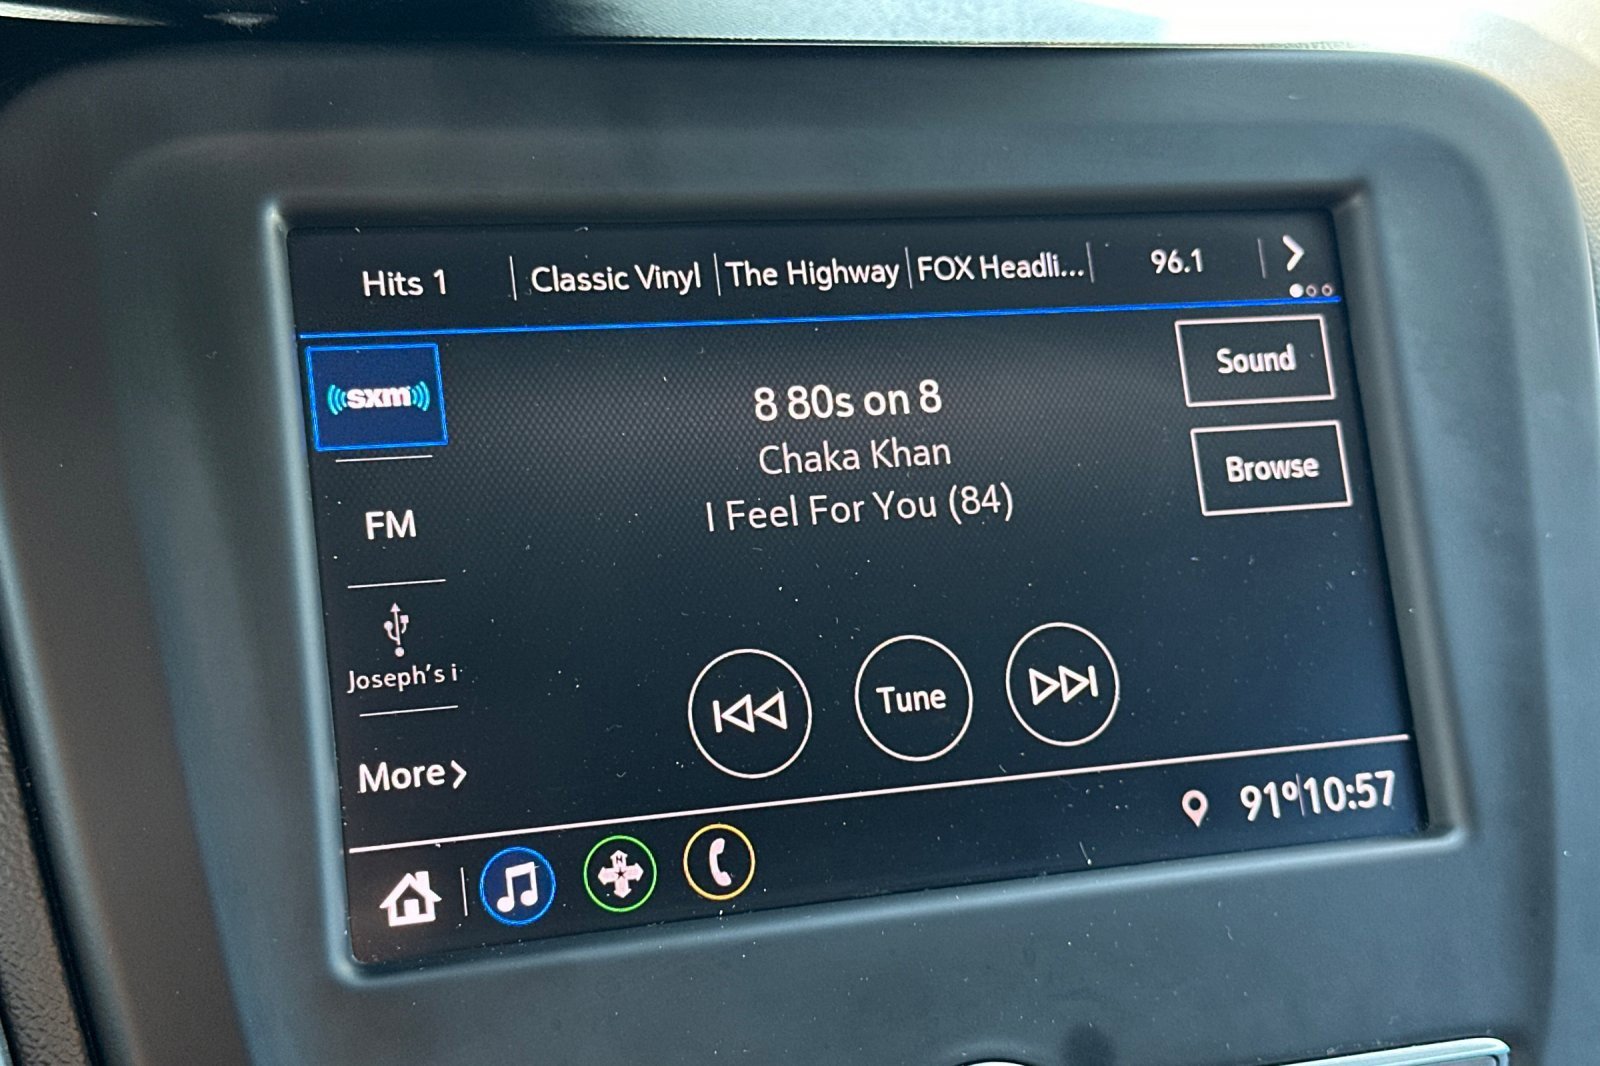 Hits 1 | Classic Vinyl | The Highway | FOX Headli... | 96.1
sxm
8 80s on 8
Sound
Chaka Khan
Browse
I Feel For You (84)
FM
Joseph's i
Tune
More
91° 10:57
N